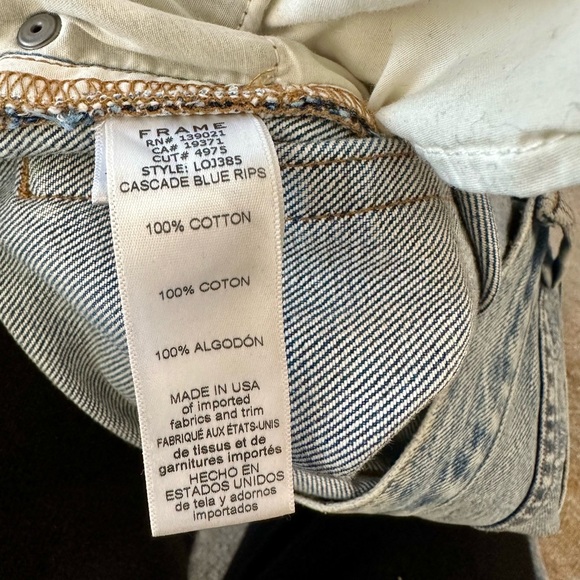 FRAME
RN# 139021
CA# 19371
CUT# 4975
STYLE: LOJ385
CASCADE BLUE RIPS
100% COTTON
100% COTON
100% ALGODÓN
MADE IN USA
of imported
fabrics and trim
FABRIQUÉ AUX ÉTATS-UNIS
de tissus et de
garnitures importés
HECHO EN
ESTADOS UNIDOS
de tela y adornos
importados